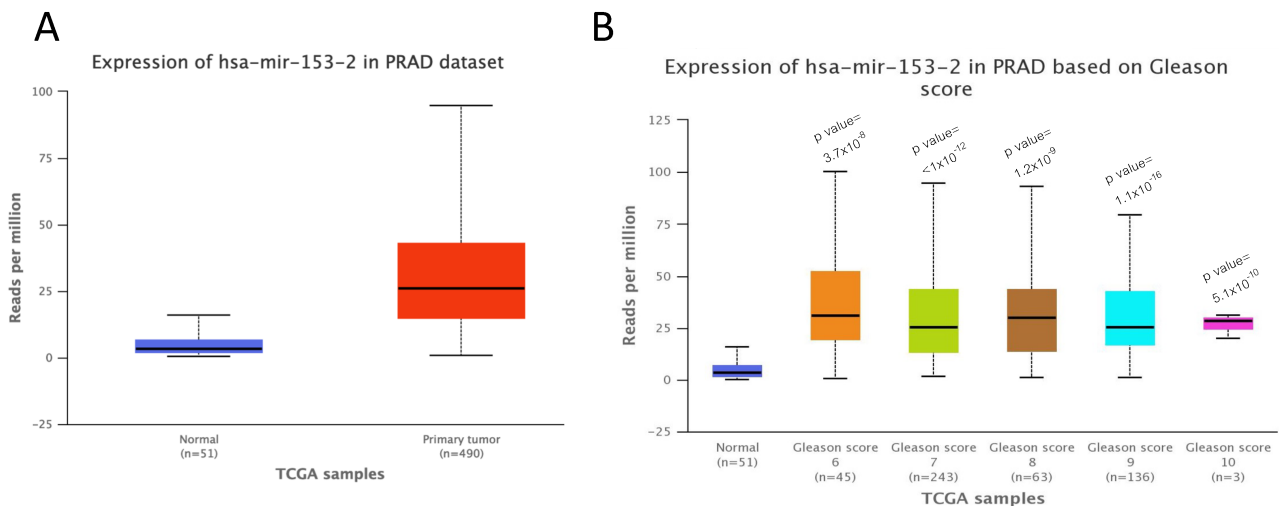 A
Expression of hsa-mir-153-2 in PRAD dataset
100
75
50
25
0
-25
Reads per million
Normal
(n=51)
Primary tumor
(n=490)
TCGA samples
B
Expression of hsa-mir-153-2 in PRAD based on Gleason
score
125
100
75
50
25
0
-25
Reads per million
p value=
3.7x10⁻⁸
p value=
<1x10⁻¹²
p value=
1.2x10⁻⁹
p value=
1.1x10⁻¹⁶
p value=
5.1x10⁻¹⁰
Normal
(n=51)
Gleason score
6
(n=45)
Gleason score
7
(n=243)
Gleason score
8
(n=63)
Gleason score
9
(n=136)
Gleason score
10
(n=3)
TCGA samples